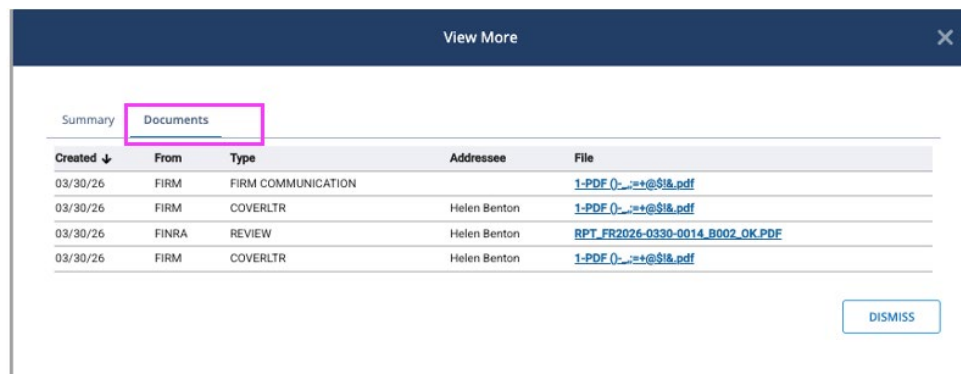 View More
Summary Documents
Created ↓ From Type Addressee File
03/30/26 FIRM FIRM COMMUNICATION 1-PDF ()-_,;=+@$!&.pdf
03/30/26 FIRM COVERLTR Helen Benton 1-PDF ()-_,;=+@$!&.pdf
03/30/26 FINRA REVIEW Helen Benton RPT_FR2026-0330-0014_B002_OK.PDF
03/30/26 FIRM COVERLTR Helen Benton 1-PDF ()-_,;=+@$!&.pdf
DISMISS